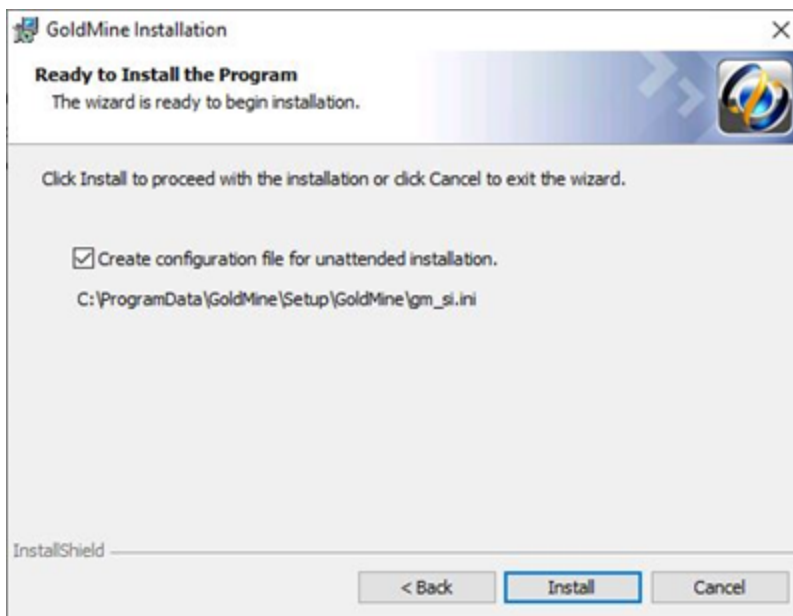 GoldMine Installation
Ready to Install the Program
The wizard is ready to begin installation.
Click Install to proceed with the installation or click Cancel to exit the wizard.
Create configuration file for unattended installation.
C:\ProgramData\GoldMine\Setup\GoldMine\gm_si.ini
InstallShield
< Back
Install
Cancel